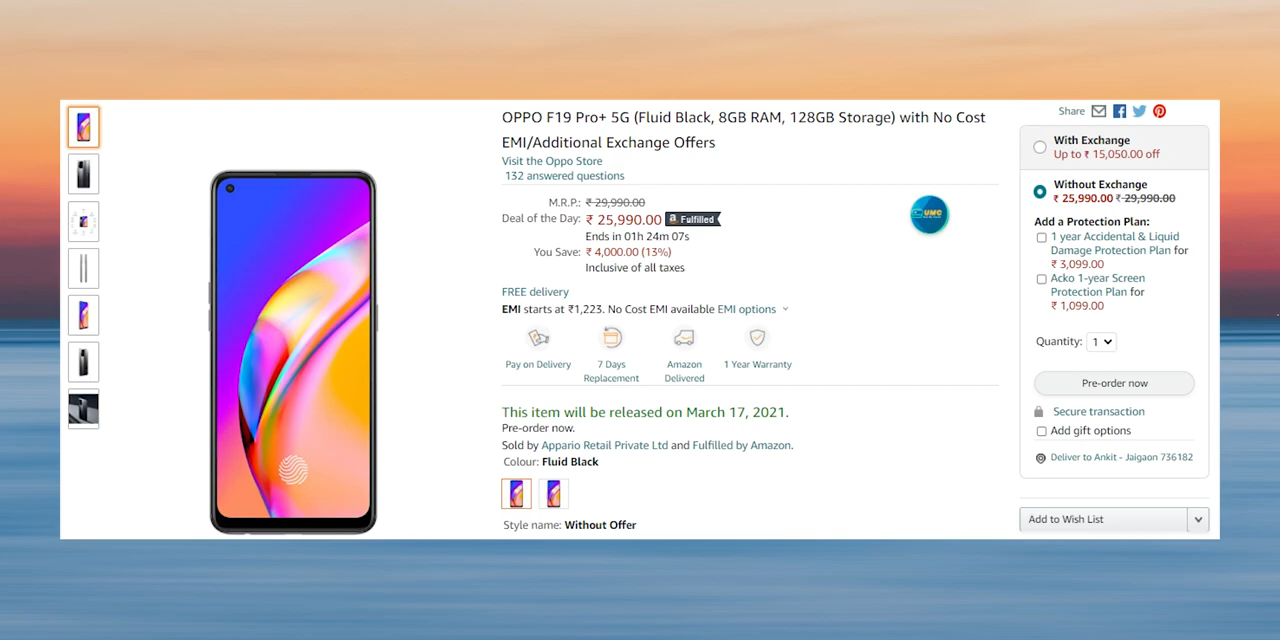 OPPO F19 Pro+ 5G (Fluid Black, 8GB RAM, 128GB Storage) with No Cost
EMI/Additional Exchange Offers
Visit the Oppo Store
132 answered questions
M.R.P.: ₹ 29,990.00
Deal of the Day: ₹ 25,990.00 a Fulfilled
Ends in 01h 24m 07s
You Save: ₹ 4,000.00 (13%)
Inclusive of all taxes
UMC
FREE delivery
EMI starts at ₹1,223. No Cost EMI available EMI options
Pay on Delivery
7 Days
Replacement
Amazon
Delivered
1 Year Warranty
This item will be released on March 17, 2021.
Pre-order now.
Sold by Appario Retail Private Ltd and Fulfilled by Amazon.
Colour: Fluid Black
Style name: Without Offer
Share
With Exchange
Up to ₹ 15,050.00 off
Without Exchange
₹ 25,990.00 ₹ 29,990.00
Add a Protection Plan:
1 year Accidental & Liquid
Damage Protection Plan for
₹ 3,099.00
Acko 1-year Screen
Protection Plan for
₹ 1,099.00
Quantity: 1
Pre-order now
Secure transaction
Add gift options
Deliver to Ankit - Jaigaon 736182
Add to Wish List